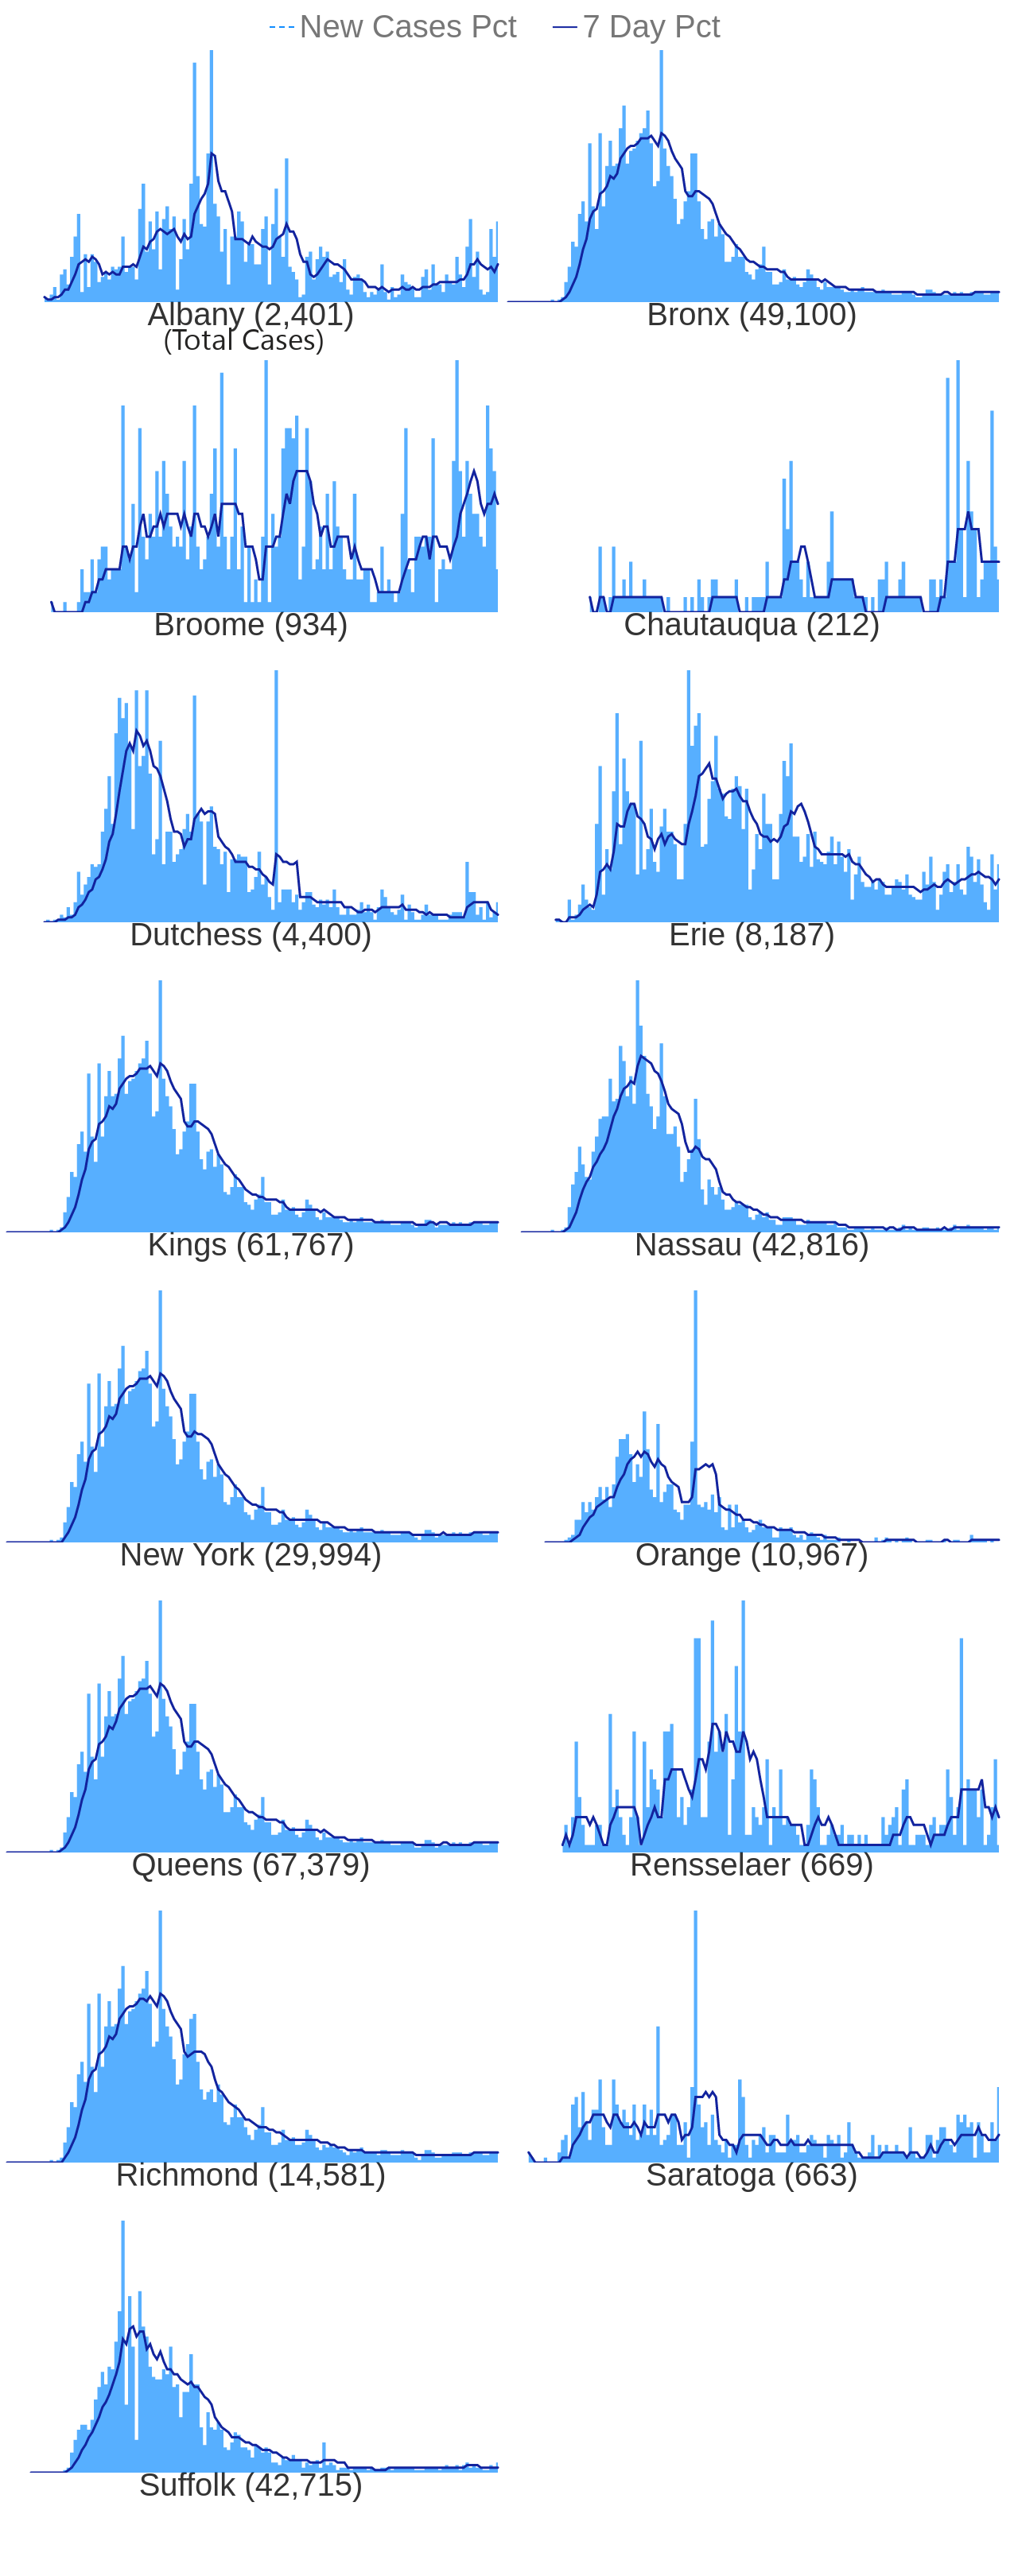 New Cases Pct 7 Day Pct
Albany (2,401) Bronx (49,100)
(Total Cases)
Broome (934) Chautauqua (212)
Dutchess (4,400) Erie (8,187)
Kings (61,767) Nassau (42,816)
New York (29,994) Orange (10,967)
Queens (67,379) Rensselaer (669)
Richmond (14,581) Saratoga (663)
Suffolk (42,715)